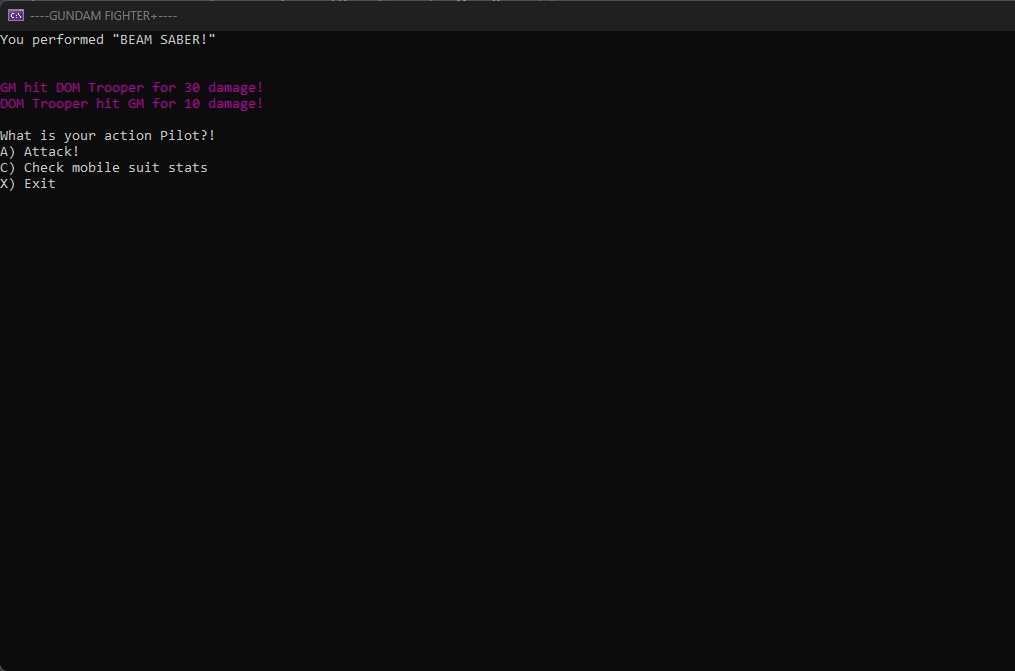 ----GUNDAM FIGHTER+----
You performed "BEAM SABER!"
GM hit DOM Trooper for 30 damage!
DOM Trooper hit GM for 10 damage!
What is your action Pilot?!
A) Attack!
C) Check mobile suit stats
X) Exit